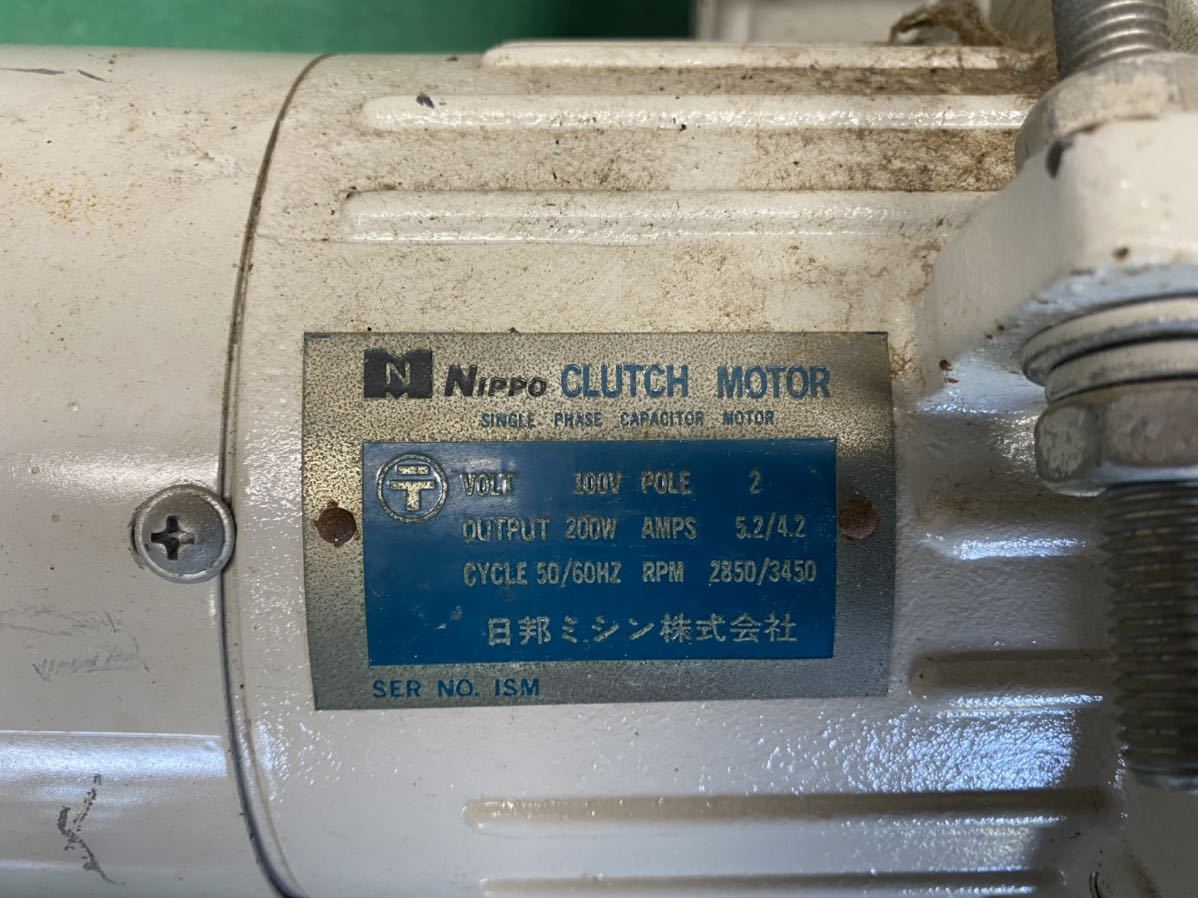 N NIPPO CLUTCH MOTOR
SINGLE PHASE CAPACITOR MOTOR
VOLT 100V POLE 2
OUTPUT 200W AMPS 5.2/4.2
CYCLE 50/60HZ RPM 2850/3450
日邦ミシン株式会社
SER NO. ISM